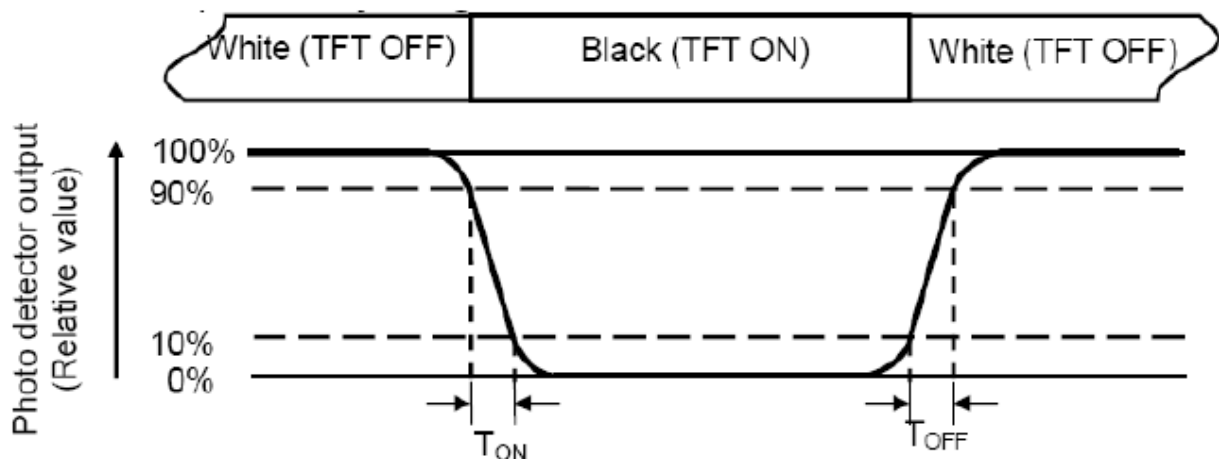 White (TFT OFF) Black (TFT ON) White (TFT OFF)
Photo detector output
(Relative value)
100%
90%
10%
0%
TON TOFF